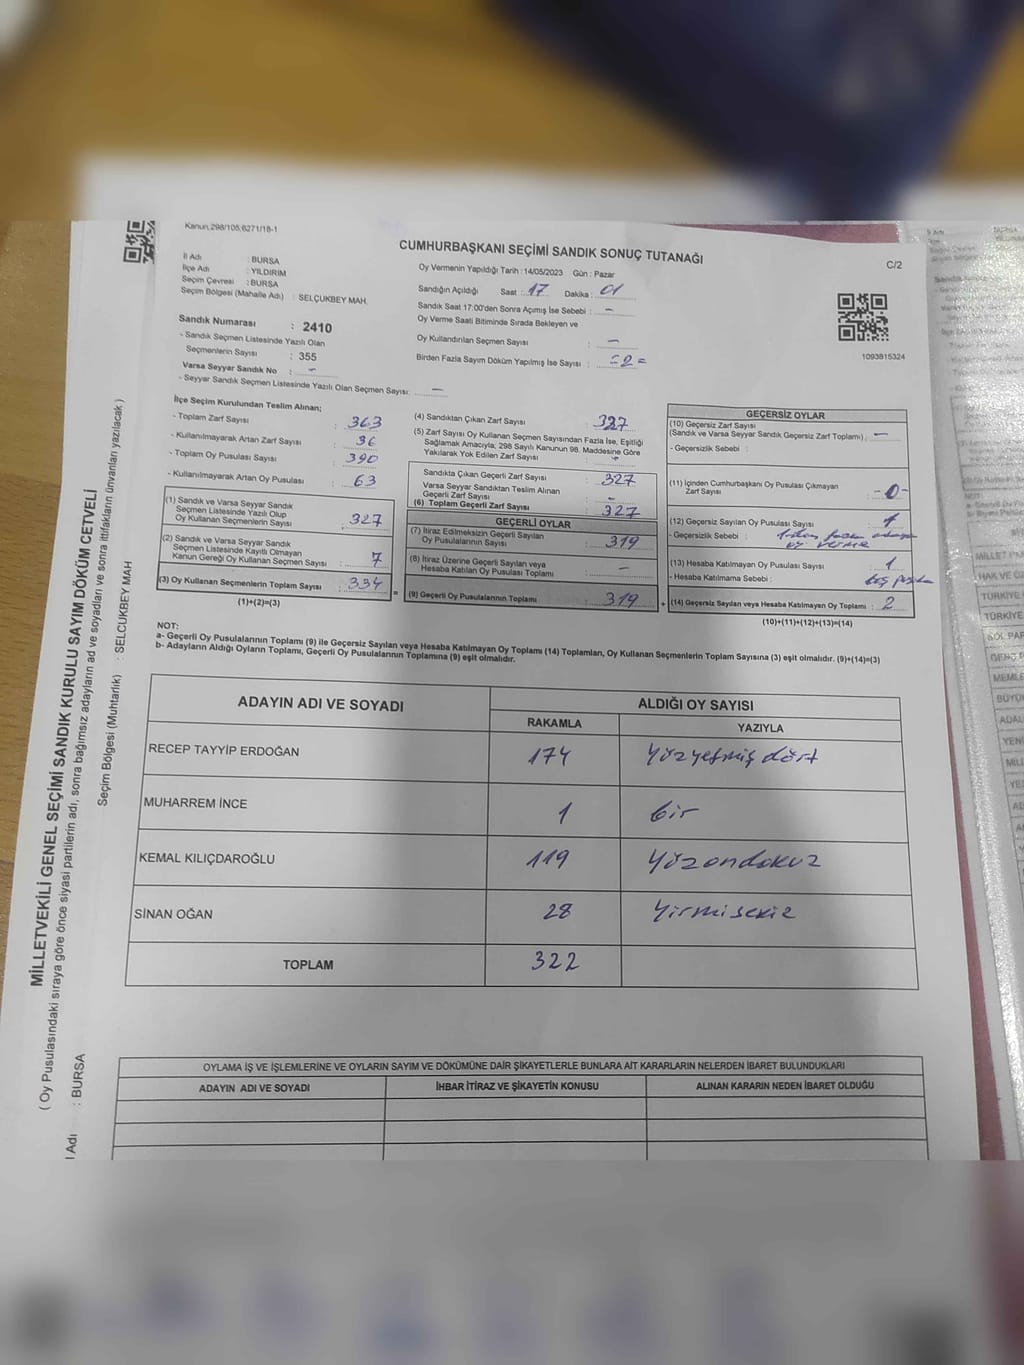 Kanun,298/105,6271/18-1
CUMHURBAŞKANI SEÇİMİ SANDIK SONUÇ TUTANAĞI
C/2
İl Adı : BURSA
İlçe Adı : YILDIRIM
Seçim Çevresi : BURSA
Seçim Bölgesi (Mahalle Adı) : SELÇUKBEY MAH.
Sandık Numarası : 2410
- Sandık Seçmen Listesinde Yazılı Olan
Seçmenlerin Sayısı : 355
Varsa Seyyar Sandık No : -
- Seyyar Sandık Seçmen Listesinde Yazılı Olan Seçmen Sayısı: -
Oy Vermenin Yapıldığı Tarih : 14/05/2023 Gün : Pazar
Sandığın Açıldığı Saat : 17 Dakika : 01
Sandık Saat 17:00'den Sonra Açımış İse Sebebi : -
Oy Verme Saati Bitiminde Sırada Bekleyen ve
Oy Kullandırılan Seçmen Sayısı : -
Birden Fazla Sayım Döküm Yapılmış İse Sayısı : =2=
1093815324
İlçe Seçim Kurulundan Teslim Alınan;
- Toplam Zarf Sayısı : 363
- Kullanılmayarak Artan Zarf Sayısı : 36
- Toplam Oy Pusulası Sayısı : 390
- Kullanılmayarak Artan Oy Pusulası : 63
(1) Sandık ve Varsa Seyyar Sandık
Seçmen Listesinde Yazılı Olup
Oy Kullanan Seçmenlerin Sayısı : 327
(2) Sandık ve Varsa Seyyar Sandık
Seçmen Listesinde Kayıtlı Olmayan
Kanun Gereği Oy Kullanan Seçmen Sayısı : 7
(3) Oy Kullanan Seçmenlerin Toplam Sayısı : 334
(1)+(2)=(3)
(4) Sandıktan Çıkan Zarf Sayısı : 327
(5) Zarf Sayısı Oy Kullanan Seçmen Sayısından Fazla İse, Eşitliği
Sağlamak Amacıyla, 298 Sayılı Kanunun 98. Maddesine Göre
Yakılarak Yok Edilen Zarf Sayısı :
Sandıkta Çıkan Geçerli Zarf Sayısı : 327
Varsa Seyyar Sandıktan Teslim Alınan
Geçerli Zarf Sayısı : -
(6) Toplam Geçerli Zarf Sayısı : 327
GEÇERLİ OYLAR
(7) İtiraz Edilmeksizin Geçerli Sayılan
Oy Pusulalarının Sayısı : 319
(8) İtiraz Üzerine Geçerli Sayılan veya
Hesaba Katılan Oy Pusulası Toplamı : -
= (9) Geçerli Oy Pusulalarının Toplamı : 319 +
GEÇERSİZ OYLAR
(10) Geçersiz Zarf Sayısı
(Sandık ve Varsa Seyyar Sandık Geçersiz Zarf Toplamı) : -
- Geçersizlik Sebebi :
(11) İçinden Cumhurbaşkanı Oy Pusulası Çıkmayan
Zarf Sayısı : -0-
(12) Geçersiz Sayılan Oy Pusulası Sayısı : 1
- Geçersizlik Sebebi : 1'den fazla adaya
oy verme
(13) Hesaba Katılmayan Oy Pusulası Sayısı : 1
- Hesaba Katılmama Sebebi : boş
(14) Geçersiz Sayılan veya Hesaba Katılmayan Oy Toplamı : 2
(10)+(11)+(12)+(13)=(14)
NOT:
a- Geçerli Oy Pusulalarının Toplamı (9) ile Geçersiz Sayılan veya Hesaba Katılmayan Oy Toplamı (14) Toplamları, Oy Kullanan Seçmenlerin Toplam Sayısına (3) eşit olmalıdır. (9)+(14)=(3)
b- Adayların Aldığı Oyların Toplamı, Geçerli Oy Pusulalarının Toplamına (9) eşit olmalıdır.
ADAYIN ADI VE SOYADI ALDIĞI OY SAYISI
RAKAMLA YAZIYLA
RECEP TAYYİP ERDOĞAN 174 Yüzyetmiş dört
MUHARREM İNCE 1 bir
KEMAL KILIÇDAROĞLU 119 Yüzondokuz
SİNAN OĞAN 28 Yirmisekiz
TOPLAM 322
OYLAMA İŞ VE İŞLEMLERİNE VE OYLARIN SAYIM VE DÖKÜMÜNE DAİR ŞİKAYETLERLE BUNLARA AİT KARARLARIN NELERDEN İBARET BULUNDUKLARI
ADAYIN ADI VE SOYADI İHBAR İTİRAZ VE ŞİKAYETİN KONUSU ALINAN KARARIN NEDEN İBARET OLDUĞU
MİLLETVEKİLİ GENEL SEÇİMİ SANDIK KURULU SAYIM DÖKÜM CETVELİ
( Oy Pusulasındaki sıraya göre önce siyasi partilerin adı, sonra bağımsız adayların ad ve soyadları ve sonra ittifakların ünvanları yazılacak )
l Adı : BURSA
Seçim Bölgesi (Muhtarlık) : SELCUKBEY MAH